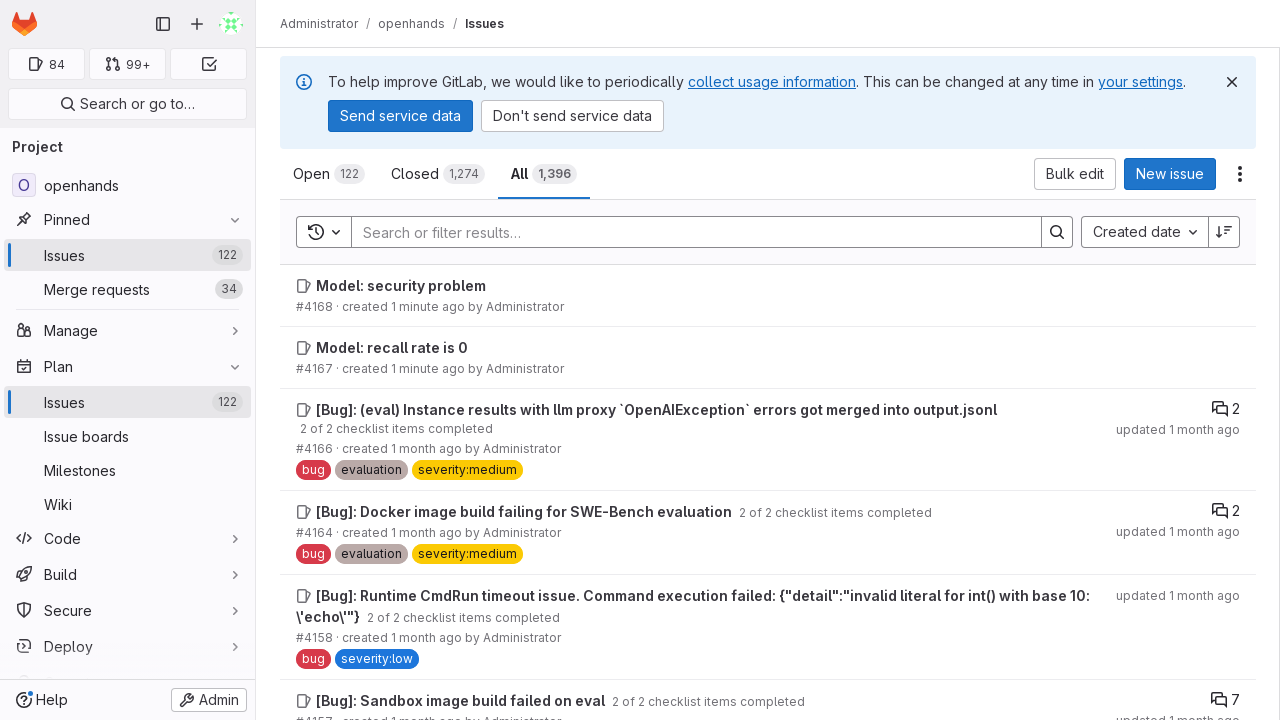 Administrator / openhands / Issues
84
99+
Search or go to…
Project
O openhands
Pinned
Issues 122
Merge requests 34
Manage
Plan
Issues 122
Issue boards
Milestones
Wiki
Code
Build
Secure
Deploy
Help
Admin
To help improve GitLab, we would like to periodically collect usage information. This can be changed at any time in your settings.
Send service data
Don't send service data
Open 122
Closed 1,274
All 1,396
Bulk edit
New issue
Search or filter results…
Created date
Model: security problem
#4168 · created 1 minute ago by Administrator
Model: recall rate is 0
#4167 · created 1 minute ago by Administrator
[Bug]: (eval) Instance results with llm proxy `OpenAIException` errors got merged into output.jsonl
2
2 of 2 checklist items completed
updated 1 month ago
#4166 · created 1 month ago by Administrator
bug evaluation severity:medium
[Bug]: Docker image build failing for SWE-Bench evaluation 2 of 2 checklist items completed
2
#4164 · created 1 month ago by Administrator
updated 1 month ago
bug evaluation severity:medium
[Bug]: Runtime CmdRun timeout issue. Command execution failed: {"detail":"invalid literal for int() with base 10:
updated 1 month ago
\'echo\'"} 2 of 2 checklist items completed
#4158 · created 1 month ago by Administrator
bug severity:low
[Bug]: Sandbox image build failed on eval 2 of 2 checklist items completed
7
#4157 · created 1 month ago by Administrator
updated 1 month ago